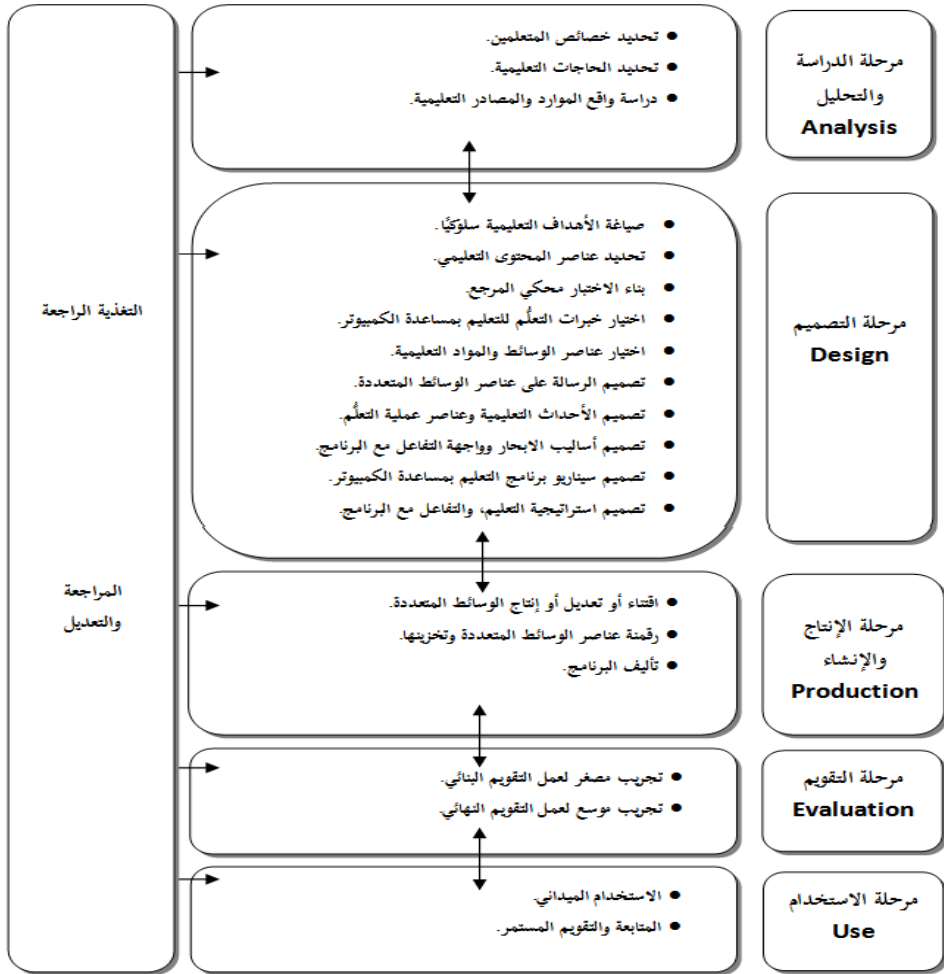 مرحلة الدراسة
والتحليل
Analysis
تحديد خصائص المتعلمين.
تحديد الحاجات التعليمية.
دراسة واقع الموارد والمصادر التعليمية.
مرحلة التصميم
Design
صياغة الأهداف التعليمية سلوكيًا.
تحديد عناصر المحتوى التعليمي.
بناء الاختبار محكي المرجع.
اختيار خبرات التعلُّم للتعليم بمساعدة الكمبيوتر.
اختيار عناصر الوسائط والمواد التعليمية.
تصميم الرسالة على عناصر الوسائط المتعددة.
تصميم الأحداث التعليمية وعناصر عملية التعلُّم.
تصميم أساليب الابحار وواجهة التفاعل مع البرنامج.
تصميم سيناريو برنامج التعليم بمساعدة الكمبيوتر.
تصميم استراتيجية التعليم، والتفاعل مع البرنامج.
مرحلة الإنتاج
والإنشاء
Production
اقتناء أو تعديل أو إنتاج الوسائط المتعددة.
رقمنة عناصر الوسائط المتعددة وتخزينها.
تأليف البرنامج.
مرحلة التقويم
Evaluation
تجريب مصغر لعمل التقويم البنائي.
تجريب موسع لعمل التقويم النهائي.
مرحلة الاستخدام
Use
الاستخدام الميداني.
المتابعة والتقويم المستمر.
التغذية الراجعة
المراجعة
والتعديل